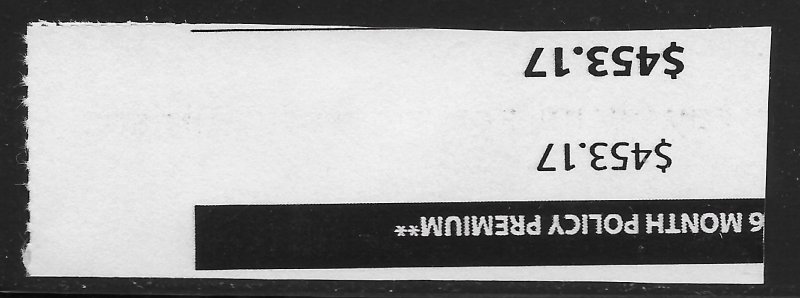 6 MONTH POLICY PREMIUM**
$453.17
$453.17